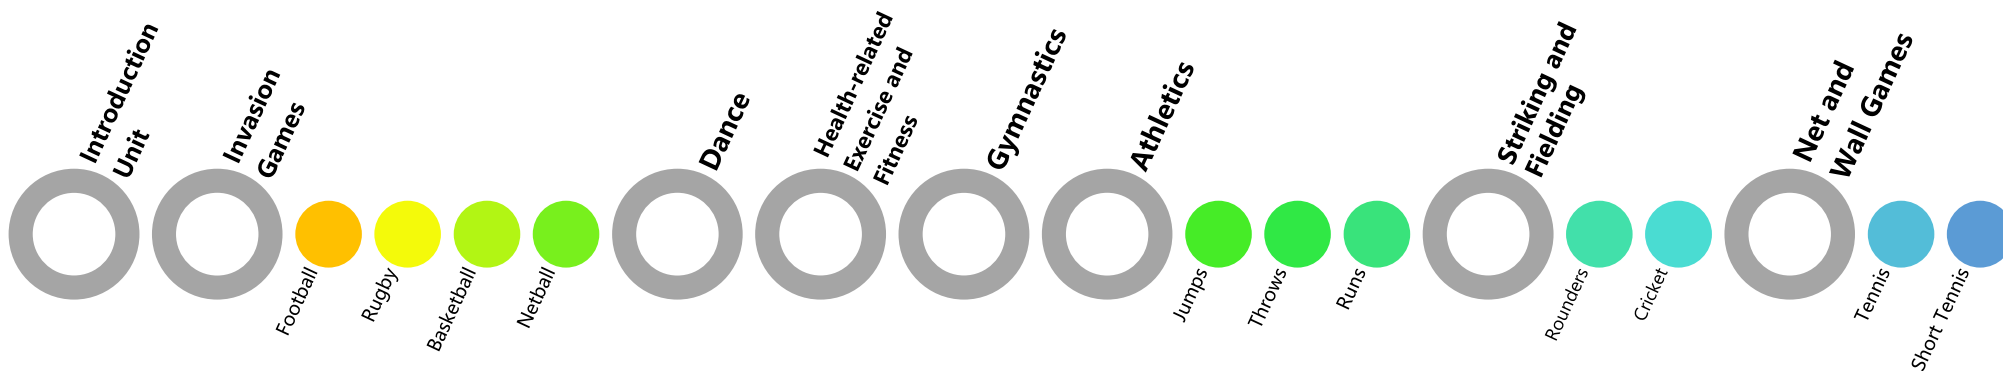 Introduction
Unit
Invasion
Games
Football
Rugby
Basketball
Netball
Dance
Health-related
Exercise and
Fitness
Gymnastics
Athletics
Jumps
Throws
Runs
Striking and
Fielding
Rounders
Cricket
Net and
Wall Games
Tennis
Short Tennis